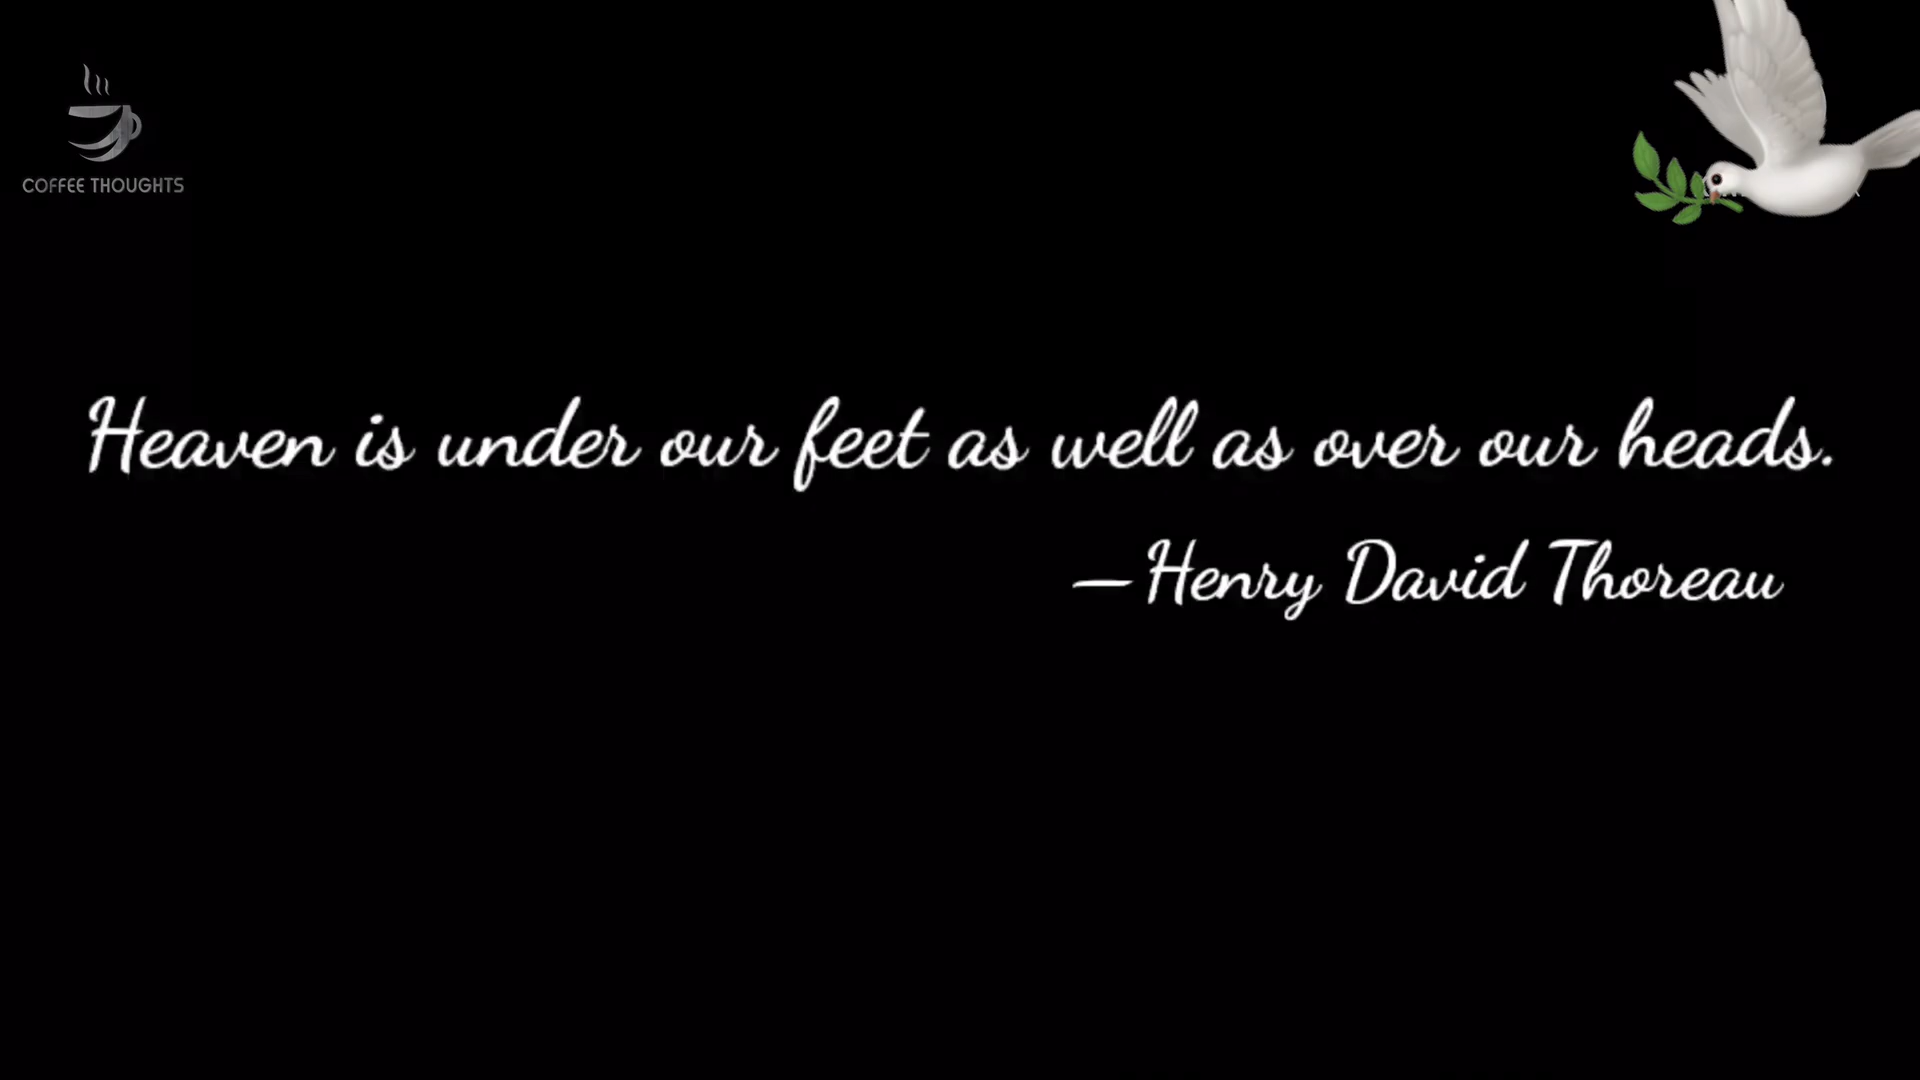 COFFEE THOUGHTS
Heaven is under our feet as well as over our heads.
—Henry David Thoreau